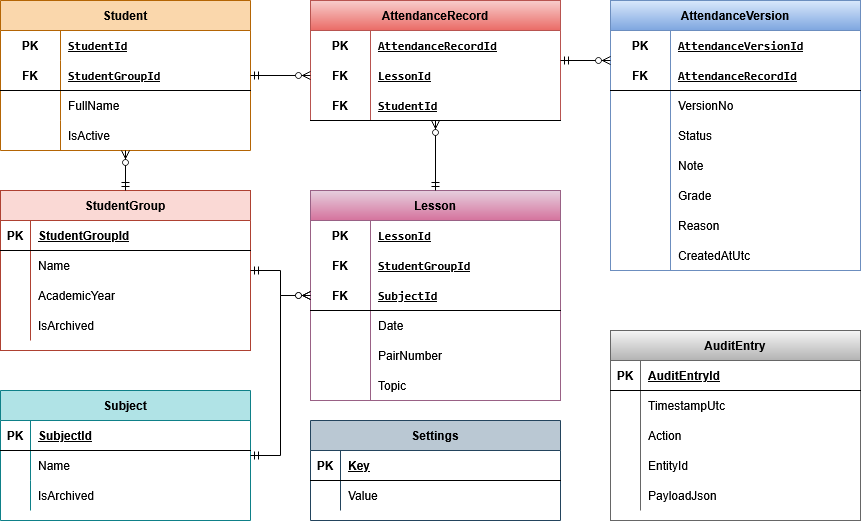 Student
PK StudentId
FK StudentGroupId
FullName
IsActive
AttendanceRecord
PK AttendanceRecordId
FK LessonId
FK StudentId
AttendanceVersion
PK AttendanceVersionId
FK AttendanceRecordId
VersionNo
Status
Note
Grade
Reason
CreatedAtUtc
StudentGroup
PK StudentGroupId
Name
AcademicYear
IsArchived
Lesson
PK LessonId
FK StudentGroupId
FK SubjectId
Date
PairNumber
Topic
Subject
PK SubjectId
Name
IsArchived
Settings
PK Key
Value
AuditEntry
PK AuditEntryId
TimestampUtc
Action
EntityId
PayloadJson